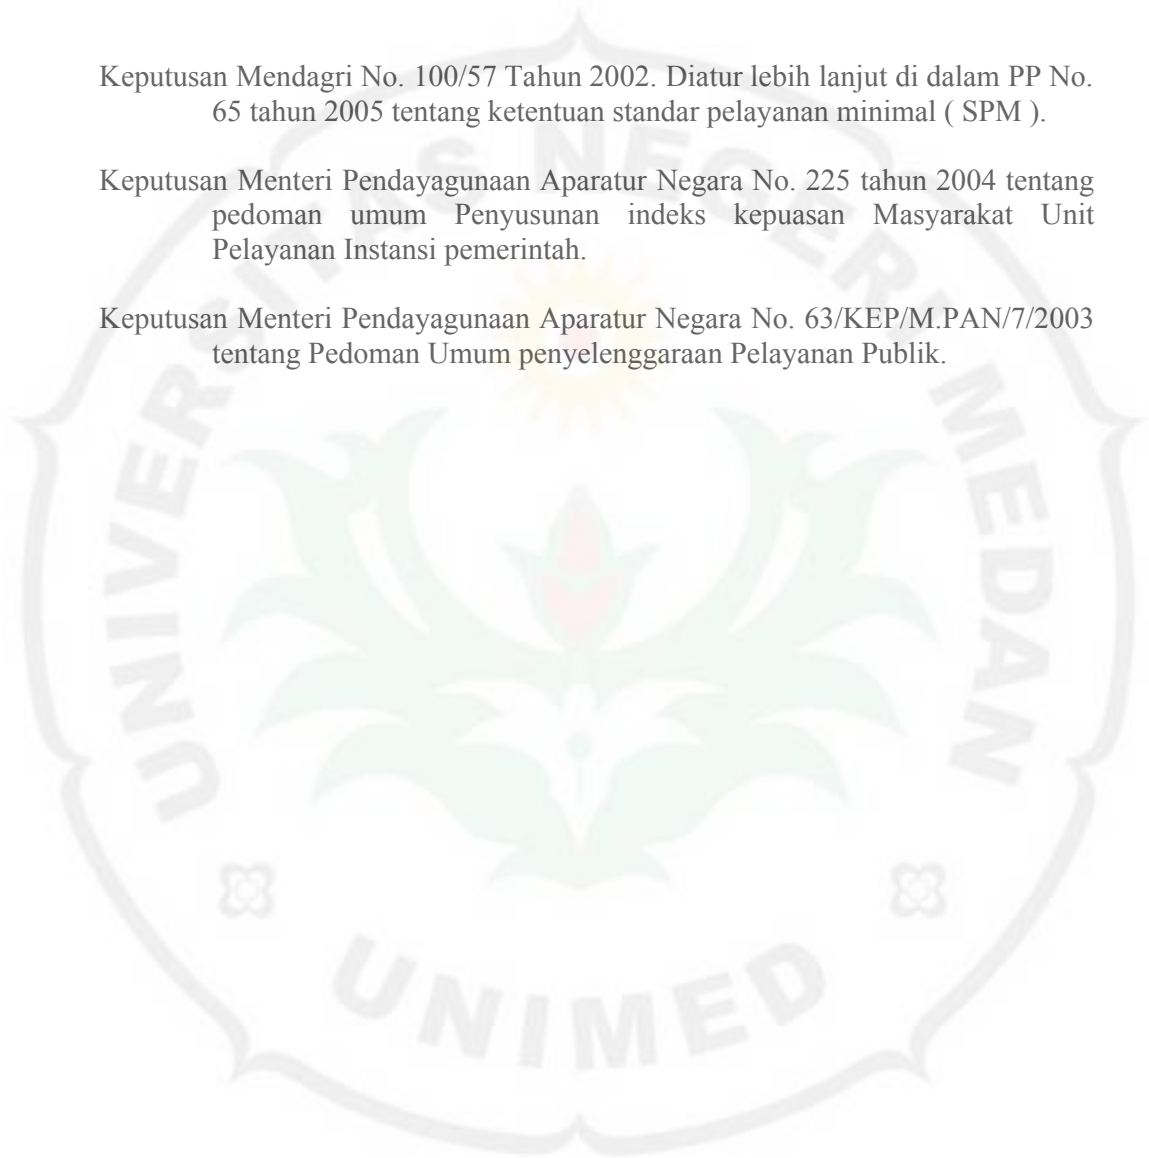 Keputusan Mendagri No. 100/57 Tahun 2002. Diatur lebih lanjut di dalam PP No.
65 tahun 2005 tentang ketentuan standar pelayanan minimal ( SPM ).
Keputusan Menteri Pendayagunaan Aparatur Negara No. 225 tahun 2004 tentang
pedoman umum Penyusunan indeks kepuasan Masyarakat Unit
Pelayanan Instansi pemerintah.
Keputusan Menteri Pendayagunaan Aparatur Negara No. 63/KEP/M.PAN/7/2003
tentang Pedoman Umum penyelenggaraan Pelayanan Publik.
UNIVERSITAS NEGERI MEDAN
UNIMED